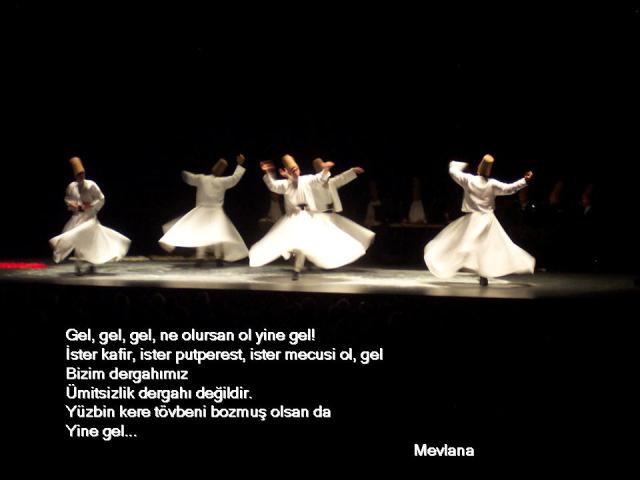 Gel, gel, gel, ne olursan ol yine gel!
İster kafir, ister putperest, ister mecusi ol, gel
Bizim dergahımız
Ümitsizlik dergahı değildir.
Yüzbin kere tövbeni bozmuş olsan da
Yine gel...
Mevlana